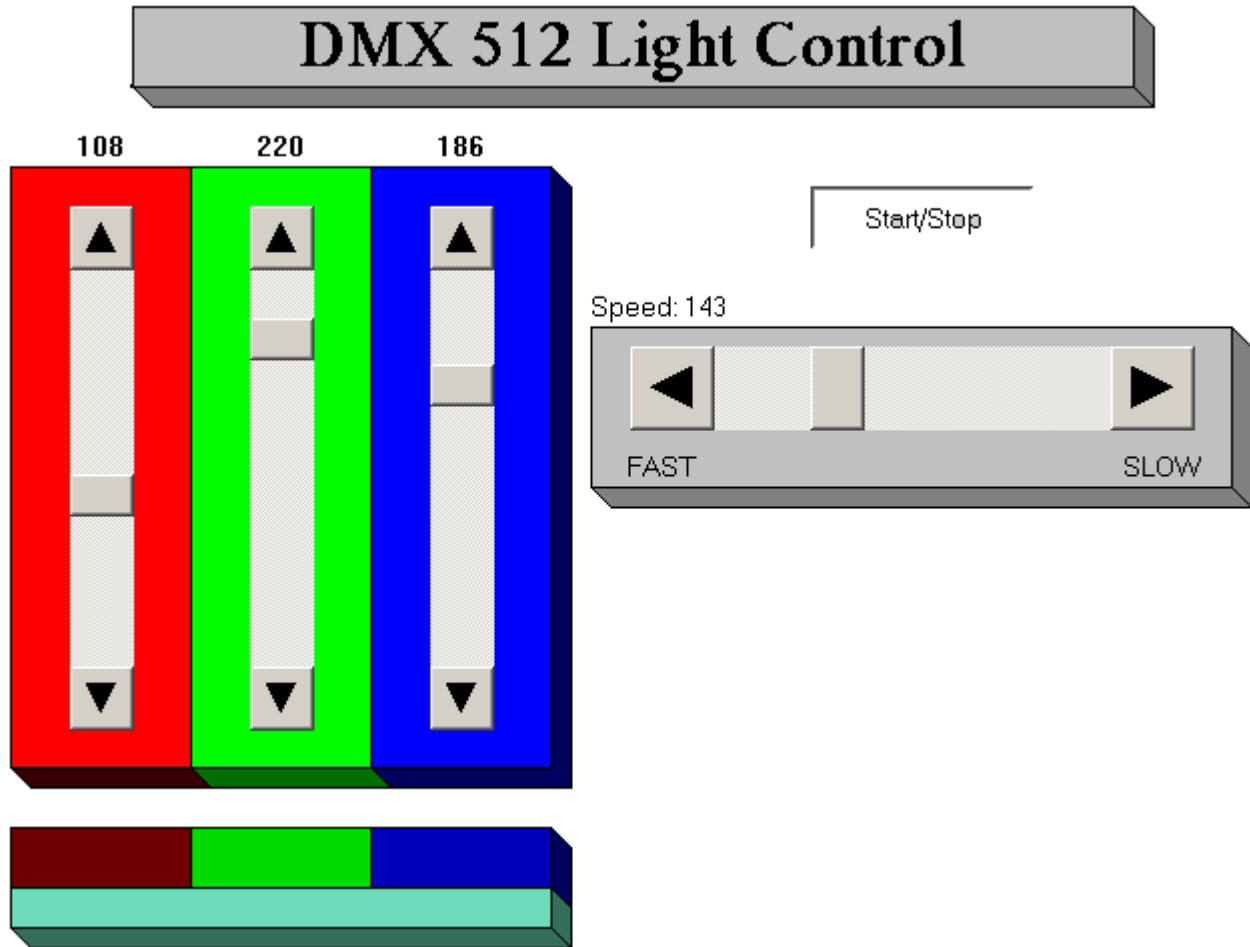 DMX 512 Light Control
108 220 186
Start/Stop
Speed: 143
FAST SLOW